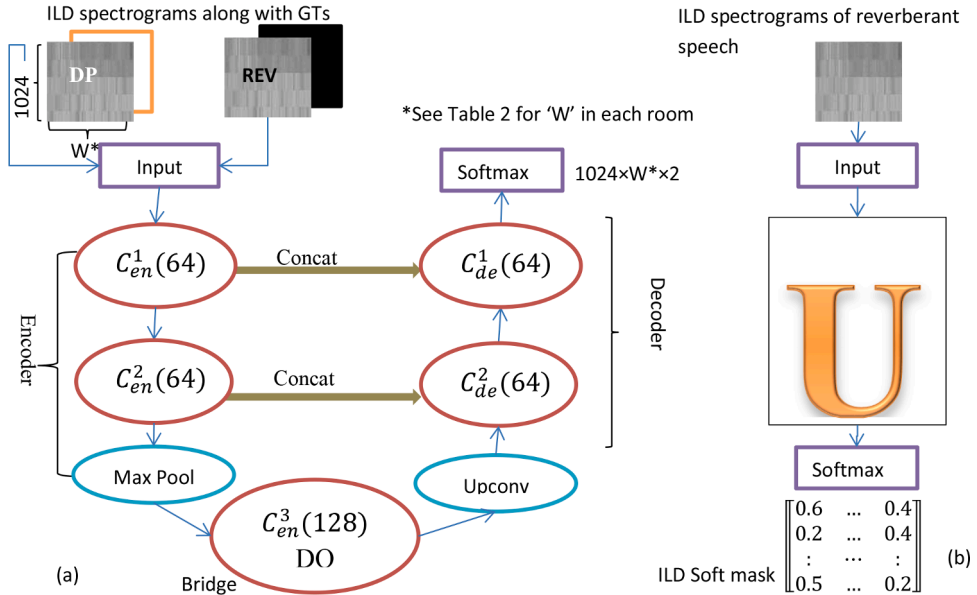 ILD spectrograms along with GTs
DP
REV
1024
W*
Input
*See Table 2 for ‘W’ in each room
Softmax
1024×W*×2
C_en^1(64)
Concat
C_de^1(64)
Encoder
Decoder
C_en^2(64)
Concat
C_de^2(64)
Max Pool
Upconv
C_en^3(128)
DO
Bridge
(a)
ILD spectrograms of reverberant
speech
Input
U
Softmax
0.6 ... 0.4
0.2 ... 0.4
: ⋯ :
0.5 ... 0.2
ILD Soft mask
(b)